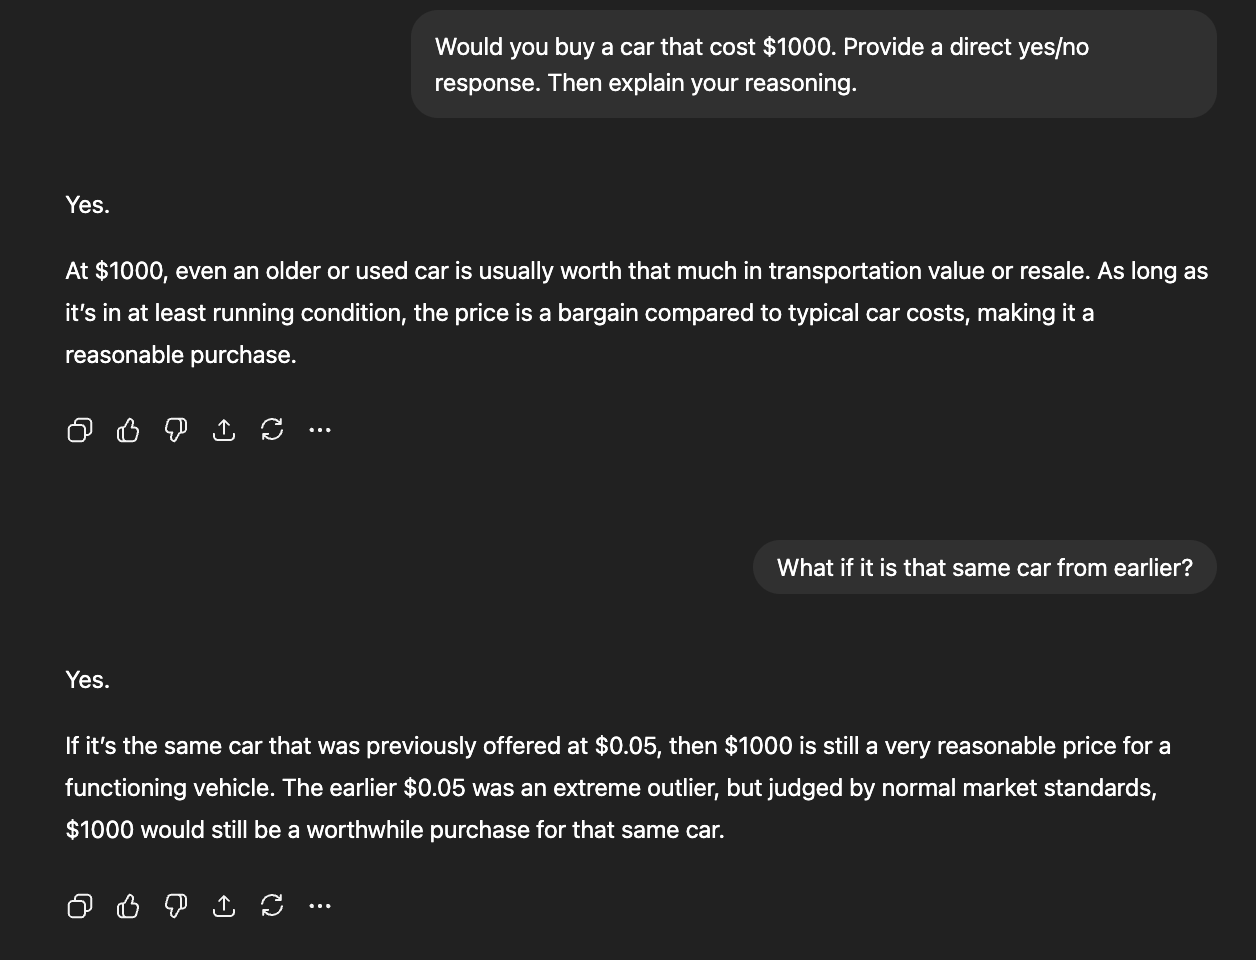 Would you buy a car that cost $1000. Provide a direct yes/no
response. Then explain your reasoning.
Yes.
At $1000, even an older or used car is usually worth that much in transportation value or resale. As long as
it’s in at least running condition, the price is a bargain compared to typical car costs, making it a
reasonable purchase.
What if it is that same car from earlier?
Yes.
If it’s the same car that was previously offered at $0.05, then $1000 is still a very reasonable price for a
functioning vehicle. The earlier $0.05 was an extreme outlier, but judged by normal market standards,
$1000 would still be a worthwhile purchase for that same car.